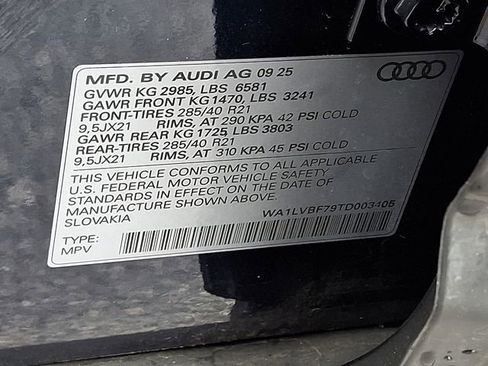 MFD. BY AUDI AG 09 25
GVWR KG 2985, LBS 6581
GAWR FRONT KG 1470, LBS 3241
FRONT-TIRES 285/40 R21
9,5JX21 RIMS, AT 290 KPA 42 PSI COLD
GAWR REAR KG 1725 LBS 3803
REAR-TIRES 285/40 R21
9,5JX21 RIMS, AT 310 KPA 45 PSI COLD
THIS VEHICLE CONFORMS TO ALL APPLICABLE
U.S. FEDERAL MOTOR VEHICLE SAFETY
STANDARDS IN EFFECT ON THE DATE OF
MANUFACTURE SHOWN ABOVE.
SLOVAKIA
WA1LVBF79TD003405
TYPE:
MPV